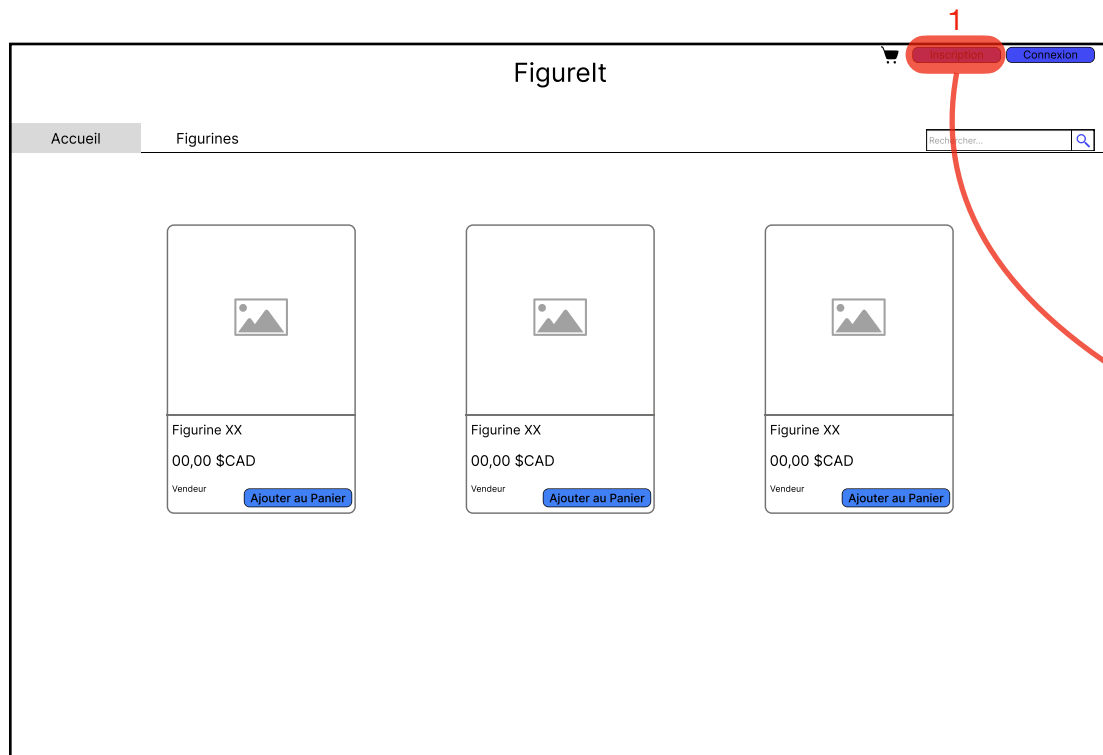 1
Inscription
Connexion
FigureIt
Accueil
Figurines
Rechercher...
Figurine XX
00,00 $CAD
Vendeur
Ajouter au Panier
Figurine XX
00,00 $CAD
Vendeur
Ajouter au Panier
Figurine XX
00,00 $CAD
Vendeur
Ajouter au Panier